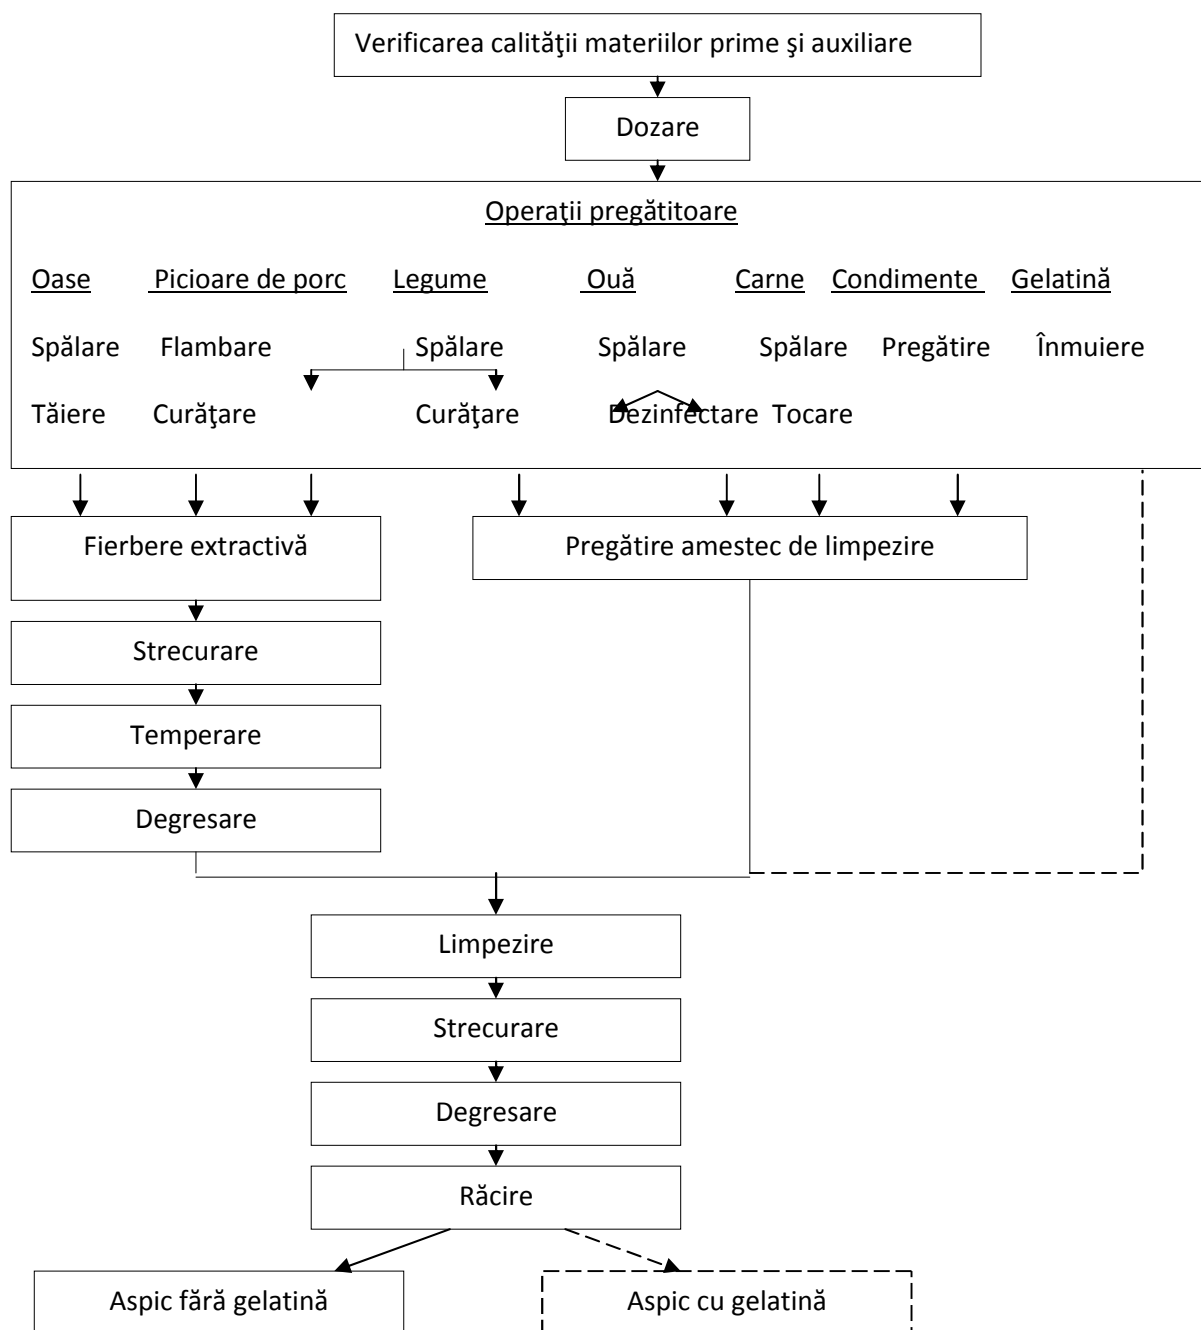 Verificarea calităţii materiilor prime şi auxiliare
Dozare
Operaţii pregătitoare
Oase Picioare de porc Legume Ouă Carne Condimente Gelatină
Spălare Flambare Spălare Spălare Spălare Pregătire Înmuiere
Tăiere Curăţare Curăţare Dezinfectare Tocare
Fierbere extractivă Pregătire amestec de limpezire
Strecurare
Temperare
Degresare
Limpezire
Strecurare
Degresare
Răcire
Aspic fără gelatină Aspic cu gelatină